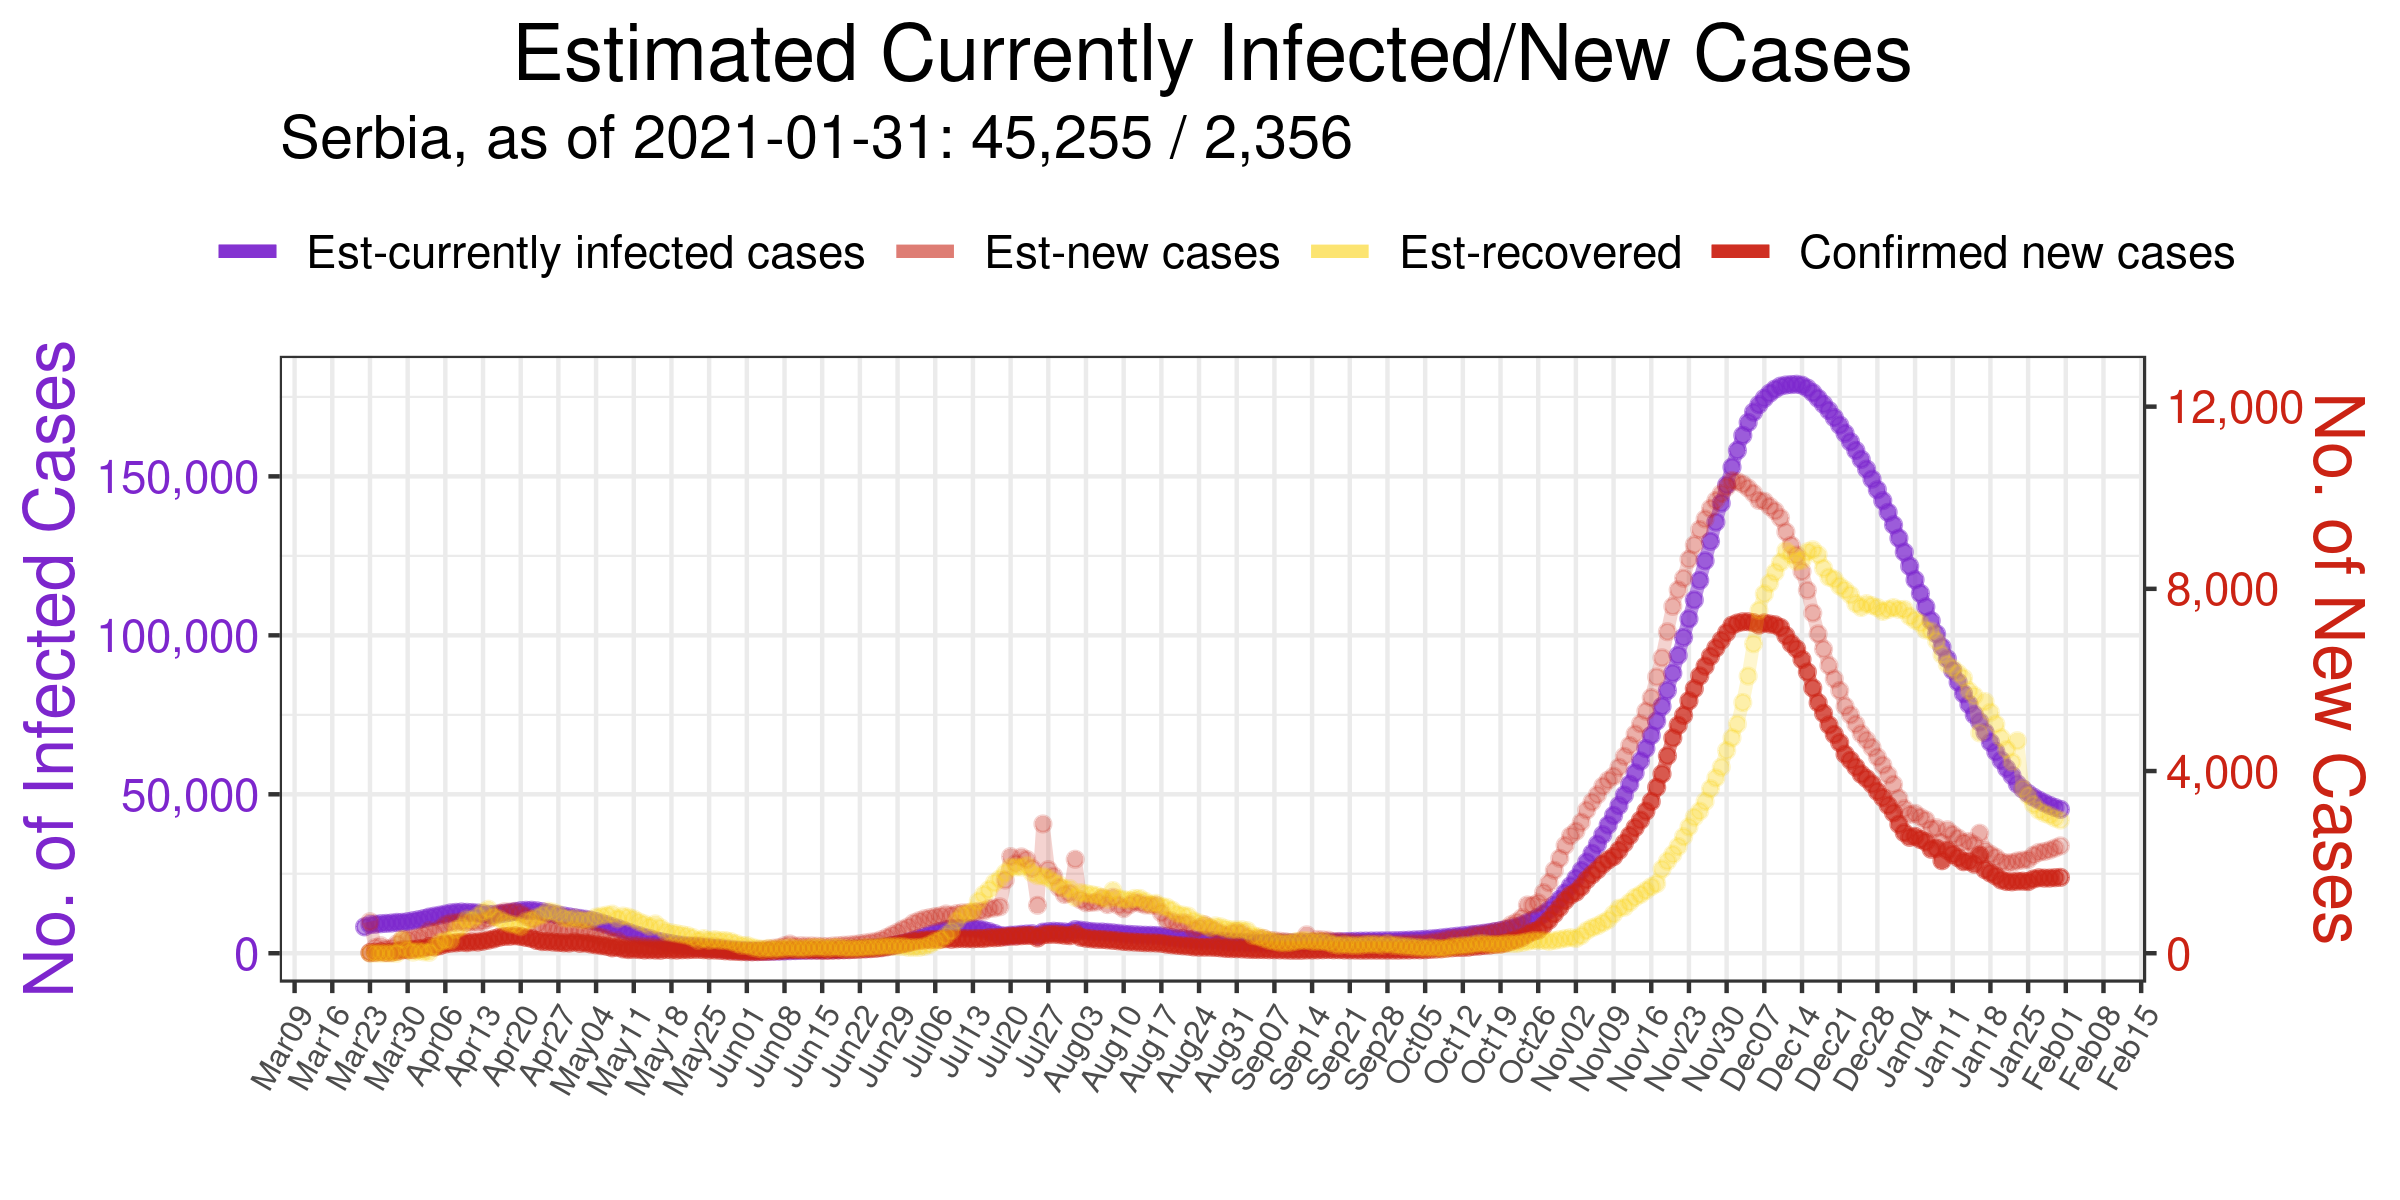 Estimated Currently Infected/New Cases
Serbia, as of 2021-01-31: 45,255 / 2,356
Est-currently infected cases
Est-new cases
Est-recovered
Confirmed new cases
No. of Infected Cases
150,000
100,000
50,000
0
12,000
8,000
4,000
0
No. of New Cases
Mar09
Mar16
Mar23
Mar30
Apr06
Apr13
Apr20
Apr27
May04
May11
May18
May25
Jun01
Jun08
Jun15
Jun22
Jun29
Jul06
Jul13
Jul20
Jul27
Aug03
Aug10
Aug17
Aug24
Aug31
Sep07
Sep14
Sep21
Sep28
Oct05
Oct12
Oct19
Oct26
Nov02
Nov09
Nov16
Nov23
Nov30
Dec07
Dec14
Dec21
Dec28
Jan04
Jan11
Jan18
Jan25
Feb01
Feb08
Feb15